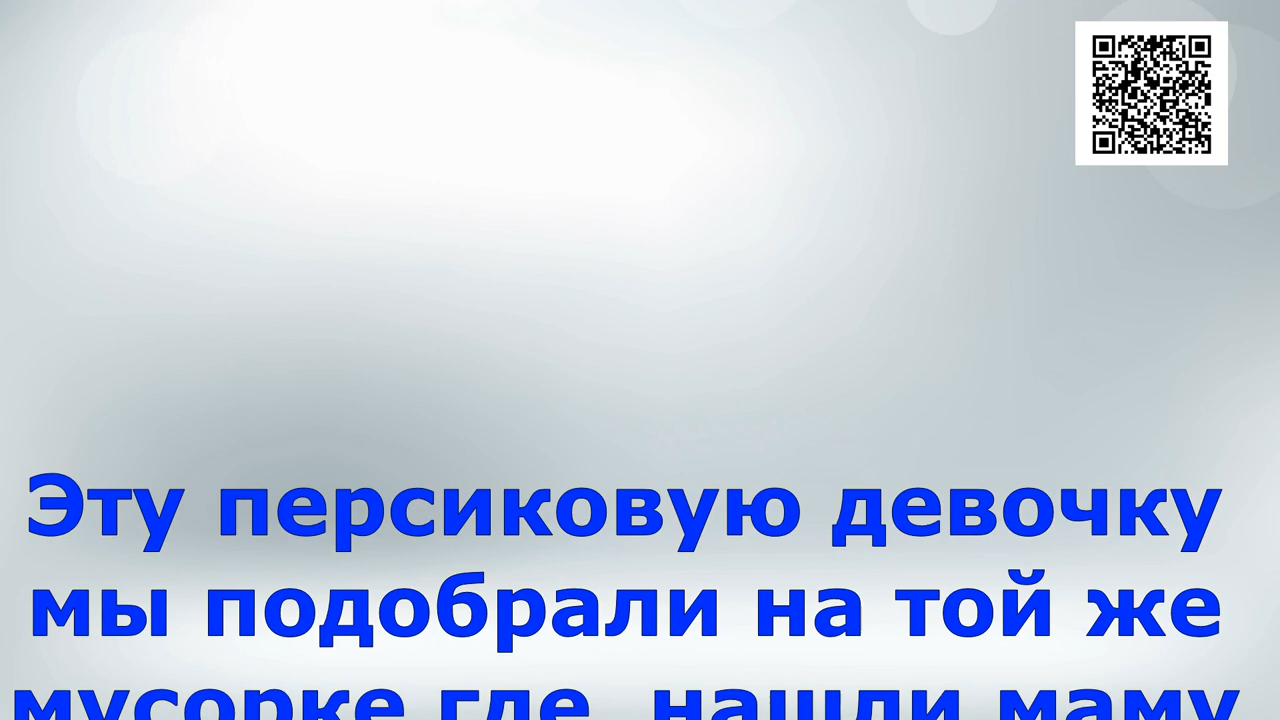 Эту персиковую девочку
мы подобрали на той же
мусорке где нашли маму